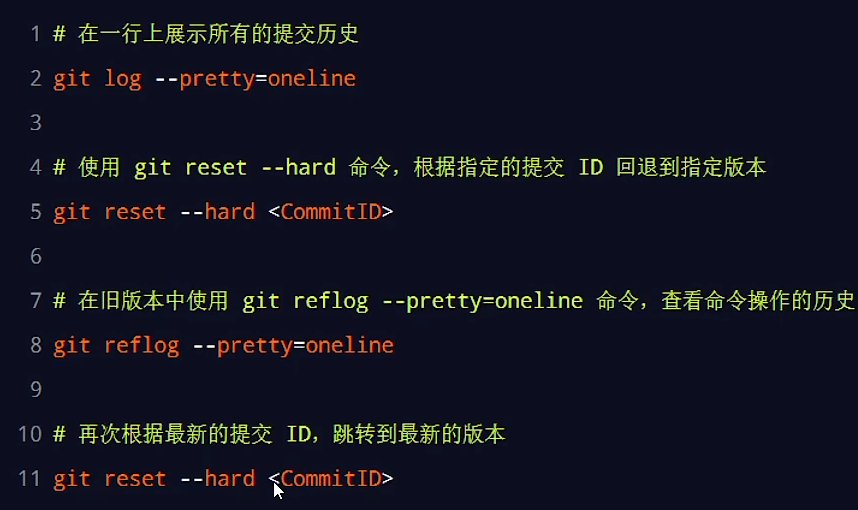 1 # 在一行上展示所有的提交历史
2 git log --pretty=oneline
3
4 # 使用 git reset --hard 命令，根据指定的提交 ID 回退到指定版本
5 git reset --hard <CommitID>
6
7 # 在旧版本中使用 git reflog --pretty=oneline 命令，查看命令操作的历史
8 git reflog --pretty=oneline
9
10 # 再次根据最新的提交 ID，跳转到最新的版本
11 git reset --hard <CommitID>